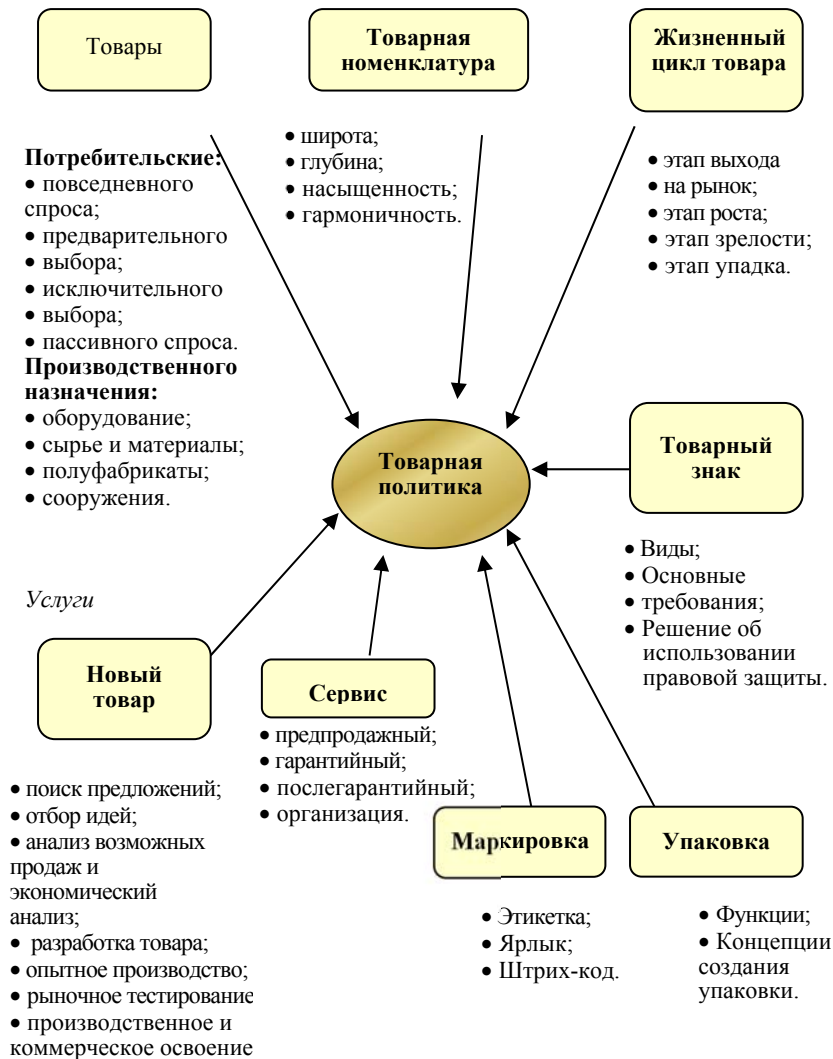 Товары
Товарная
номенклатура
Жизненный
цикл товара
Потребительские:
• повседневного
спроса;
• предварительного
• выбора;
• исключительного
• выбора;
• пассивного спроса.
Производственного
назначения:
• оборудование;
• сырье и материалы;
• полуфабрикаты;
• сооружения.
Услуги
• широта;
• глубина;
• насыщенность;
• гармоничность.
• этап выхода
• на рынок;
• этап роста;
• этап зрелости;
• этап упадка.
Товарная
политика
Товарный
знак
• Виды;
• Основные
• требования;
• Решение об
использовании
правовой защиты.
Новый
товар
• поиск предложений;
• отбор идей;
• анализ возможных
продаж и
экономический
анализ;
• разработка товара;
• опытное производство;
• рыночное тестирование
• производственное и
коммерческое освоение
Сервис
• предпродажный;
• гарантийный;
• послегарантийный;
• организация.
Маркировка
• Этикетка;
• Ярлык;
• Штрих-код.
Упаковка
• Функции;
• Концепции
создания
упаковки.